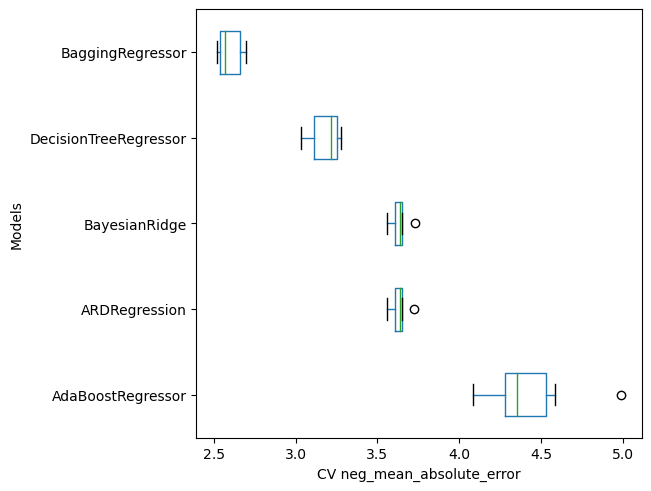 BaggingRegressor
DecisionTreeRegressor
BayesianRidge
ARDRegression
AdaBoostRegressor
Models
2.5 3.0 3.5 4.0 4.5 5.0
CV neg_mean_absolute_error